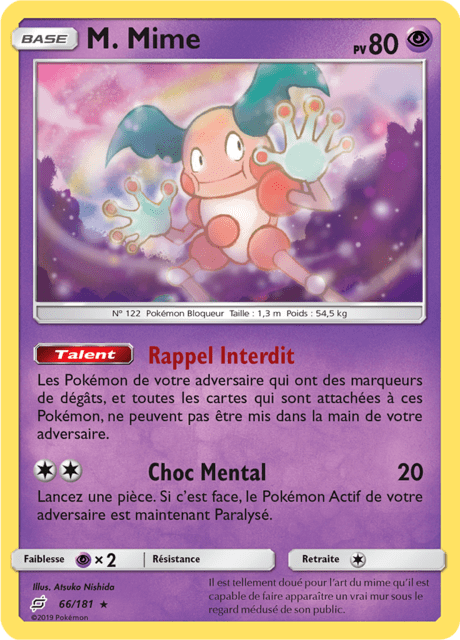 BASE M. Mime PV 80
N° 122 Pokémon Bloqueur Taille : 1,3 m Poids : 54,5 kg
Talent Rappel Interdit
Les Pokémon de votre adversaire qui ont des marqueurs
de dégâts, et toutes les cartes qui sont attachées à ces
Pokémon, ne peuvent pas être mis dans la main de votre
adversaire.
Choc Mental 20
Lancez une pièce. Si c'est face, le Pokémon Actif de votre
adversaire est maintenant Paralysé.
Faiblesse ×2 Résistance Retraite
Illus. Atsuko Nishida
66/181 ★
©2019 Pokémon
Il est tellement doué pour l'art du mime qu'il est
capable de faire apparaître un vrai mur sous le
regard médusé de son public.